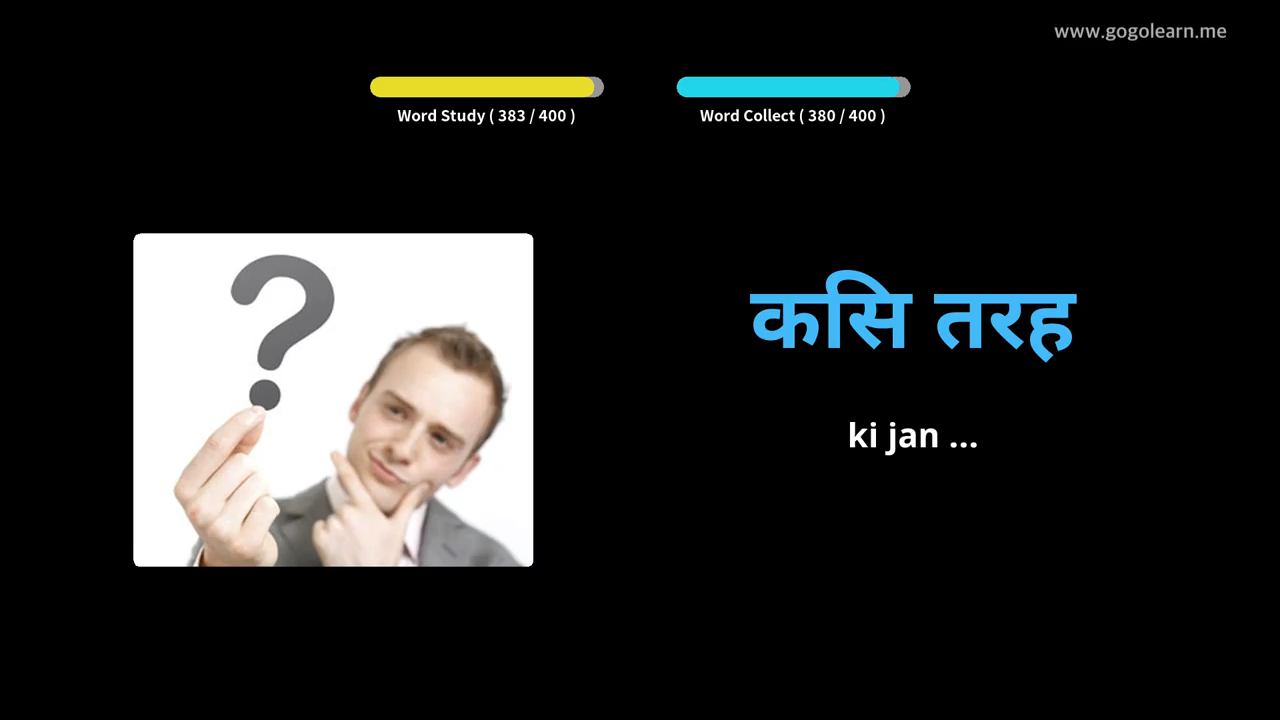 www.gogolearn.me
Word Study ( 383 / 400 )
Word Collect ( 380 / 400 )
कसि तरह
ki jan ...